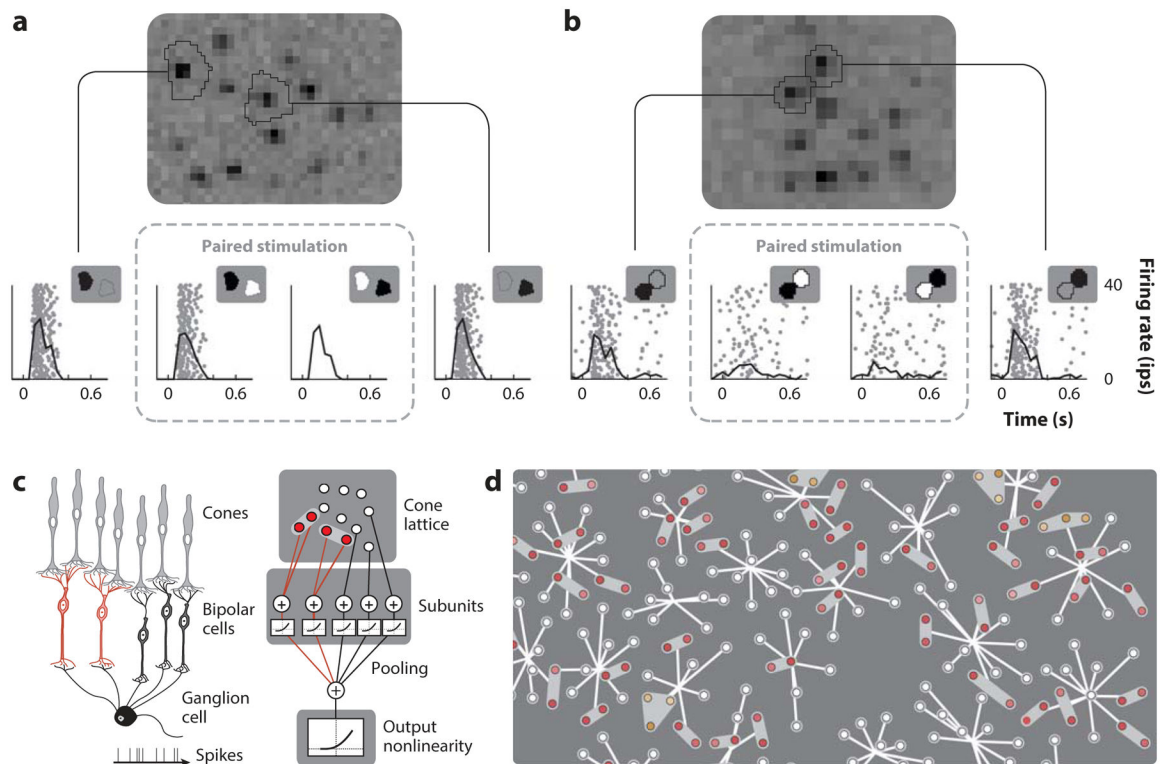 a
Paired stimulation
0
0.6
0
0.6
0
0.6
0
0.6
b
Paired stimulation
0
0.6
0
0.6
0
0.6
0
0.6
40
0
Firing rate (ips)
Time (s)
c
Cones
Bipolar
cells
Ganglion
cell
Spikes
Cone
lattice
+
+
+
+
+
Subunits
Pooling
+
Output
nonlinearity
d